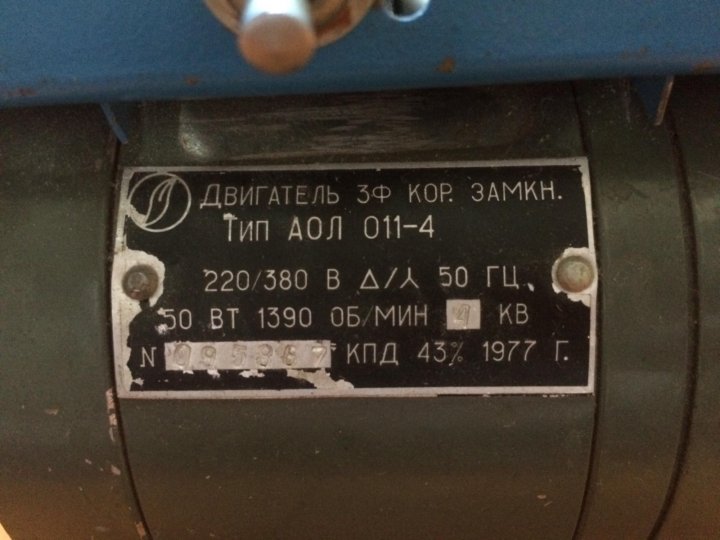 ДВИГАТЕЛЬ 3Ф КОР. ЗАМКН.
ТИП АОЛ 011-4
220/380 В Δ/⅄ 50 ГЦ.
50 ВТ 1390 ОБ/МИН КВ
N КПД 43% 1977 Г.